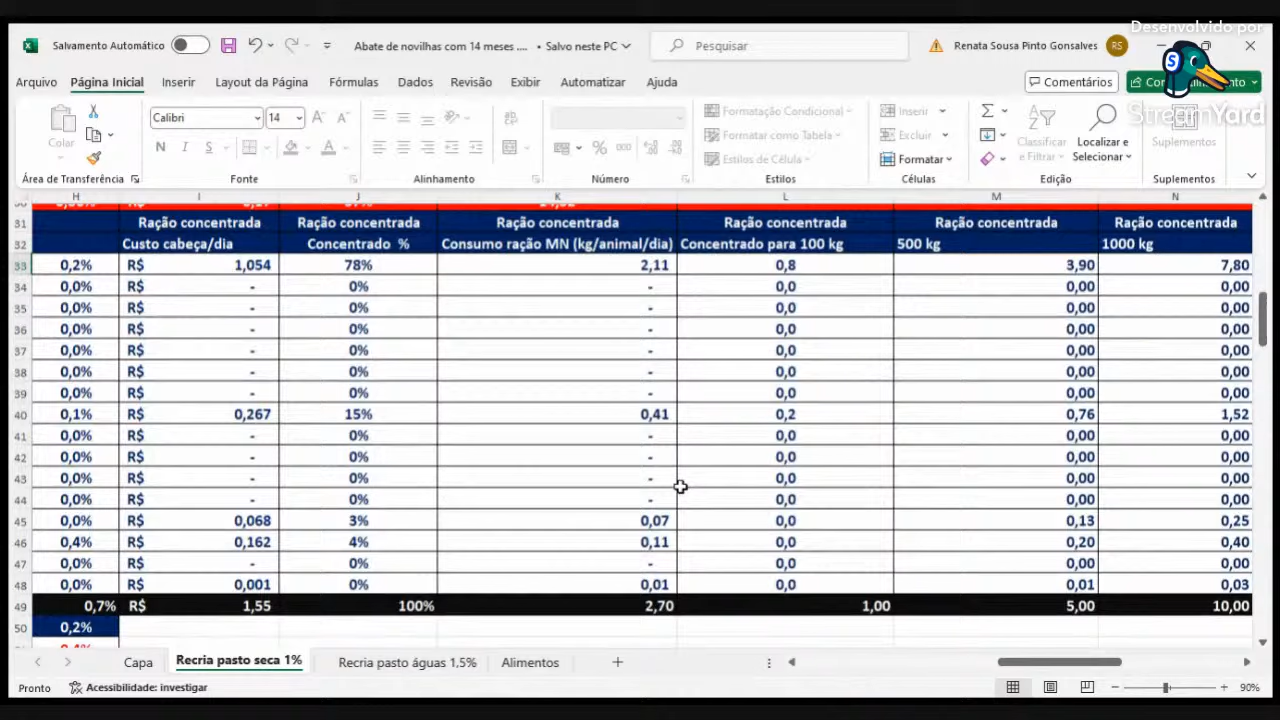 Desenvolvido por
StreamYard
Salvamento Automático
Abate de novilhas com 14 meses .... • Salvo neste PC
Pesquisar
Renata Sousa Pinto Gonsalves
RS
Arquivo Página Inicial Inserir Layout da Página Fórmulas Dados Revisão Exibir Automatizar Ajuda
Comentários
Colar
Calibri 14
Formatação Condicional
Formatar como Tabela
Estilos de Célula
Inserir
Excluir
Formatar
Classificar e Filtrar
Localizar e Selecionar
Suplementos
Área de Transferência Fonte Alinhamento Número Estilos Células Edição Suplementos
H I J K L M N
31 Ração concentrada Ração concentrada Ração concentrada Ração concentrada Ração concentrada Ração concentrada
32 Custo cabeça/dia Concentrado % Consumo ração MN (kg/animal/dia) Concentrado para 100 kg 500 kg 1000 kg
33 0,2% R$ 1,054 78% 2,11 0,8 3,90 7,80
34 0,0% R$ - 0% - 0,0 0,00 0,00
35 0,0% R$ - 0% - 0,0 0,00 0,00
36 0,0% R$ - 0% - 0,0 0,00 0,00
37 0,0% R$ - 0% - 0,0 0,00 0,00
38 0,0% R$ - 0% - 0,0 0,00 0,00
39 0,0% R$ - 0% - 0,0 0,00 0,00
40 0,1% R$ 0,267 15% 0,41 0,2 0,76 1,52
41 0,0% R$ - 0% - 0,0 0,00 0,00
42 0,0% R$ - 0% - 0,0 0,00 0,00
43 0,0% R$ - 0% - 0,0 0,00 0,00
44 0,0% R$ - 0% - 0,0 0,00 0,00
45 0,0% R$ 0,068 3% 0,07 0,0 0,13 0,25
46 0,4% R$ 0,162 4% 0,11 0,0 0,20 0,40
47 0,0% R$ - 0% - 0,0 0,00 0,00
48 0,0% R$ 0,001 0% 0,01 0,0 0,01 0,03
49 0,7% R$ 1,55 100% 2,70 1,00 5,00 10,00
50 0,2%
Capa Recria pasto seca 1% Recria pasto águas 1,5% Alimentos
Pronto Acessibilidade: investigar 90%